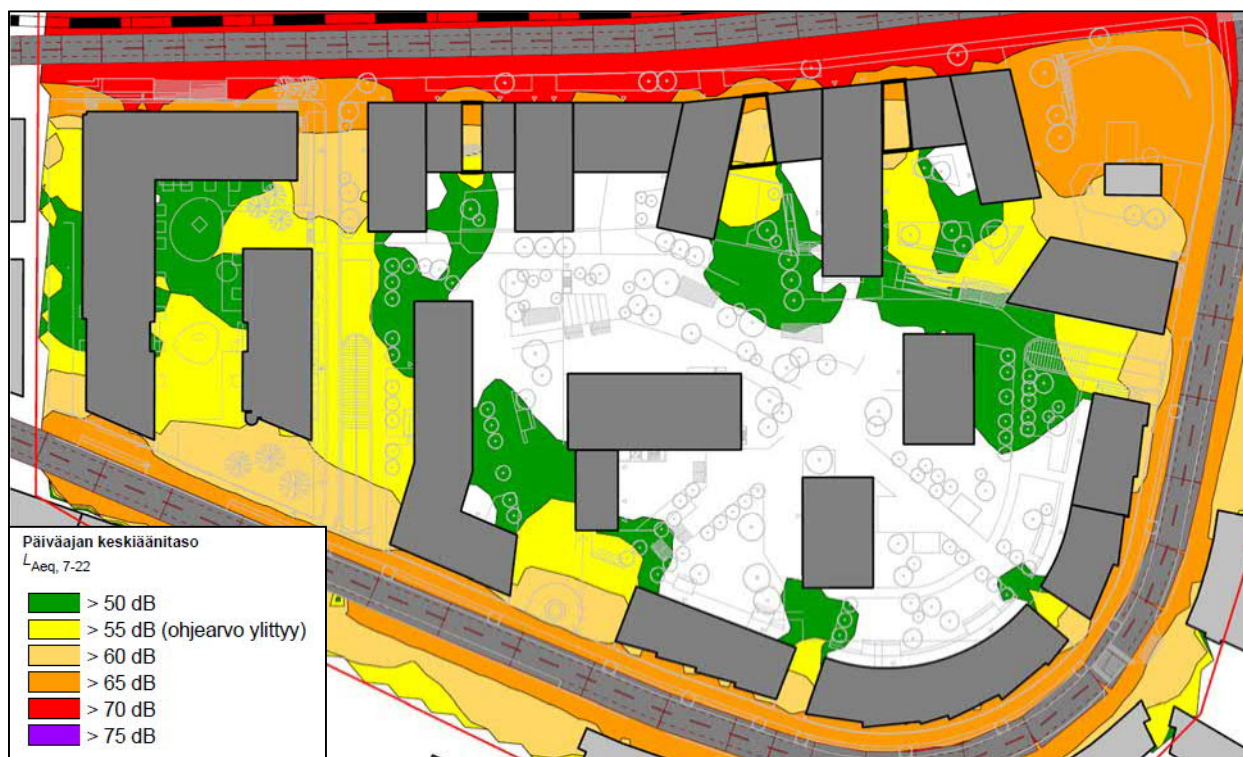 Päiväajan keskiäänitaso
LAeq, 7-22
> 50 dB
> 55 dB (ohjearvo ylittyy)
> 60 dB
> 65 dB
> 70 dB
> 75 dB